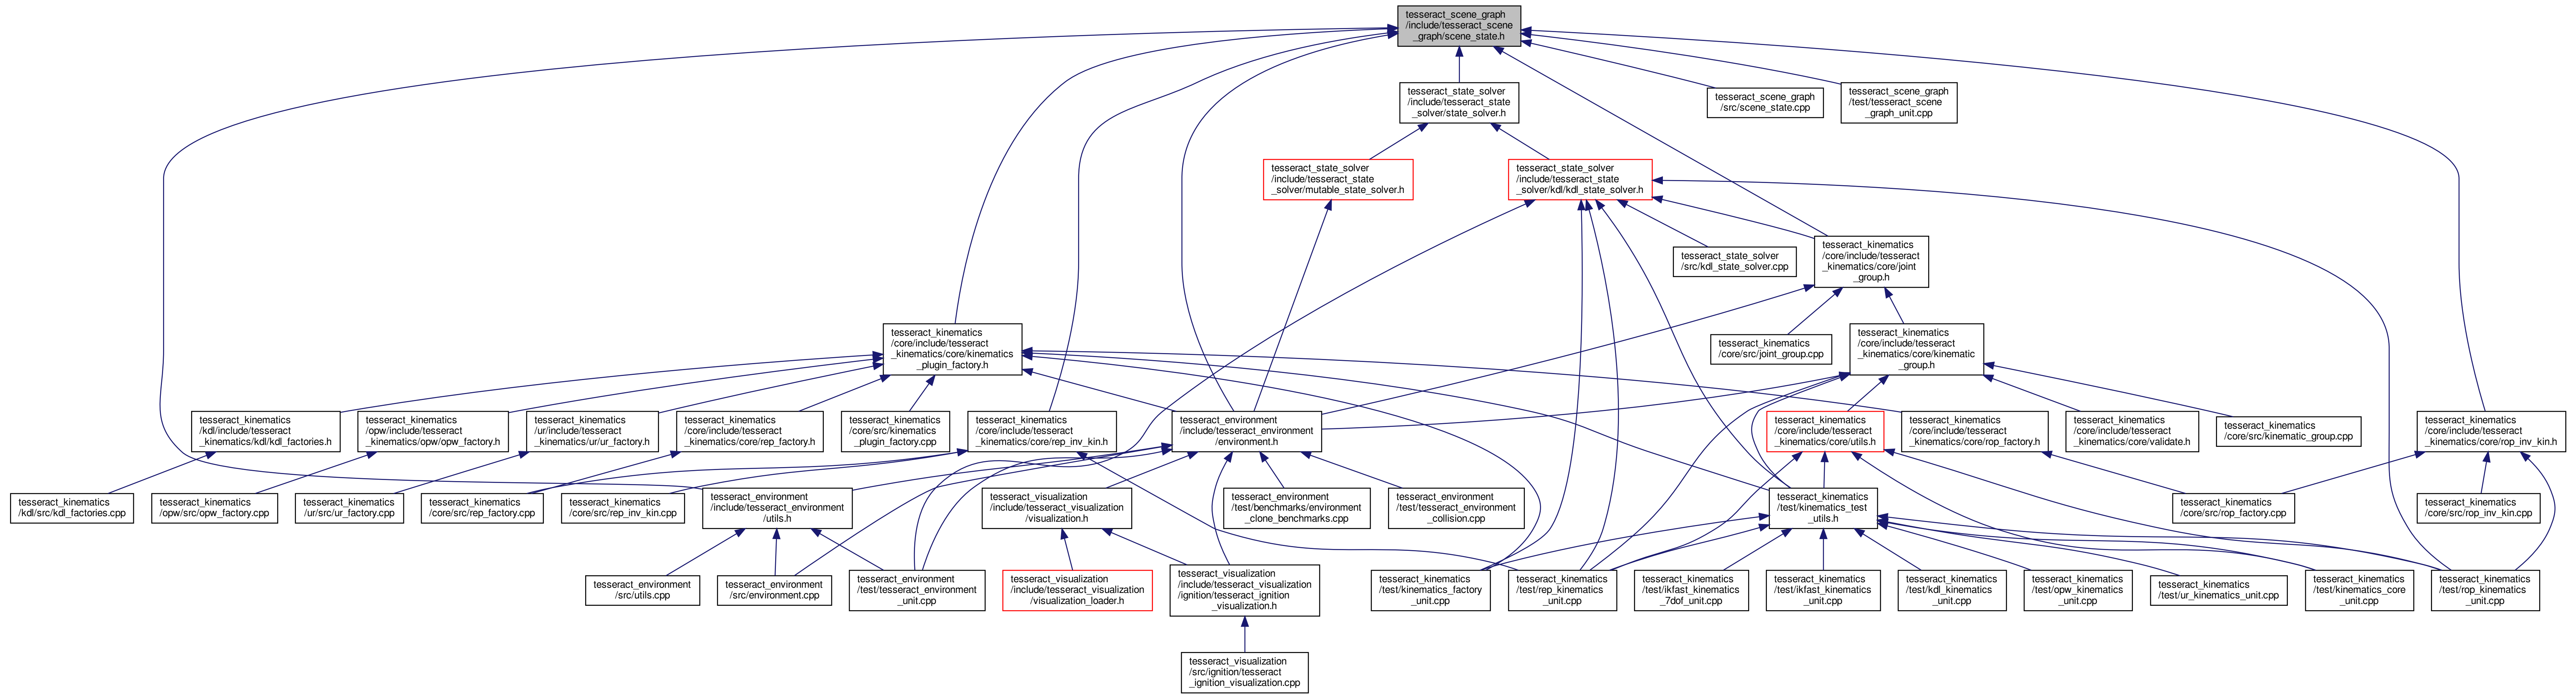 tesseract_scene_graph
/include/tesseract_scene
_graph/scene_state.h
tesseract_state_solver
/include/tesseract_state
_solver/state_solver.h
tesseract_scene_graph
/src/scene_state.cpp
tesseract_scene_graph
/test/tesseract_scene
_graph_unit.cpp
tesseract_state_solver
/include/tesseract_state
_solver/mutable_state_solver.h
tesseract_state_solver
/include/tesseract_state
_solver/kdl/kdl_state_solver.h
tesseract_state_solver
/src/kdl_state_solver.cpp
tesseract_kinematics
/core/include/tesseract
_kinematics/core/joint
_group.h
tesseract_kinematics
/core/include/tesseract
_kinematics/core/kinematics
_plugin_factory.h
tesseract_kinematics
/core/src/joint_group.cpp
tesseract_kinematics
/core/include/tesseract
_kinematics/core/kinematic
_group.h
tesseract_kinematics
/kdl/include/tesseract
_kinematics/kdl/kdl_factories.h
tesseract_kinematics
/opw/include/tesseract
_kinematics/opw/opw_factory.h
tesseract_kinematics
/ur/include/tesseract
_kinematics/ur/ur_factory.h
tesseract_kinematics
/core/include/tesseract
_kinematics/core/rep_factory.h
tesseract_kinematics
/core/src/kinematics
_plugin_factory.cpp
tesseract_kinematics
/core/include/tesseract
_kinematics/core/rep_inv_kin.h
tesseract_environment
/include/tesseract_environment
/environment.h
tesseract_kinematics
/core/include/tesseract
_kinematics/core/utils.h
tesseract_kinematics
/core/include/tesseract
_kinematics/core/rop_factory.h
tesseract_kinematics
/core/include/tesseract
_kinematics/core/validate.h
tesseract_kinematics
/core/src/kinematic_group.cpp
tesseract_kinematics
/core/include/tesseract
_kinematics/core/rop_inv_kin.h
tesseract_kinematics
/kdl/src/kdl_factories.cpp
tesseract_kinematics
/opw/src/opw_factory.cpp
tesseract_kinematics
/ur/src/ur_factory.cpp
tesseract_kinematics
/core/src/rep_factory.cpp
tesseract_kinematics
/core/src/rep_inv_kin.cpp
tesseract_environment
/include/tesseract_environment
/utils.h
tesseract_visualization
/include/tesseract_visualization
/visualization.h
tesseract_environment
/test/benchmarks/environment
_clone_benchmarks.cpp
tesseract_environment
/test/tesseract_environment
_collision.cpp
tesseract_kinematics
/test/kinematics_test
_utils.h
tesseract_kinematics
/core/src/rop_factory.cpp
tesseract_kinematics
/core/src/rop_inv_kin.cpp
tesseract_environment
/src/utils.cpp
tesseract_environment
/src/environment.cpp
tesseract_environment
/test/tesseract_environment
_unit.cpp
tesseract_visualization
/include/tesseract_visualization
/visualization_loader.h
tesseract_visualization
/include/tesseract_visualization
/ignition/tesseract_ignition
_visualization.h
tesseract_kinematics
/test/kinematics_factory
_unit.cpp
tesseract_kinematics
/test/rep_kinematics
_unit.cpp
tesseract_kinematics
/test/ikfast_kinematics
_7dof_unit.cpp
tesseract_kinematics
/test/ikfast_kinematics
_unit.cpp
tesseract_kinematics
/test/kdl_kinematics
_unit.cpp
tesseract_kinematics
/test/opw_kinematics
_unit.cpp
tesseract_kinematics
/test/ur_kinematics_unit.cpp
tesseract_kinematics
/test/kinematics_core
_unit.cpp
tesseract_kinematics
/test/rop_kinematics
_unit.cpp
tesseract_visualization
/src/ignition/tesseract
_ignition_visualization.cpp